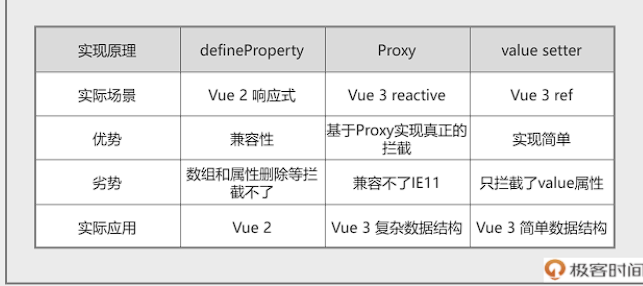 实现原理 defineProperty Proxy value setter
实际场景 Vue 2 响应式 Vue 3 reactive Vue 3 ref
优势 兼容性 基于Proxy实现真正的
拦截 实现简单
劣势 数组和属性删除等拦
截不了 兼容不了IE11 只拦截了value属性
实际应用 Vue 2 Vue 3 复杂数据结构 Vue 3 简单数据结构
极客时间